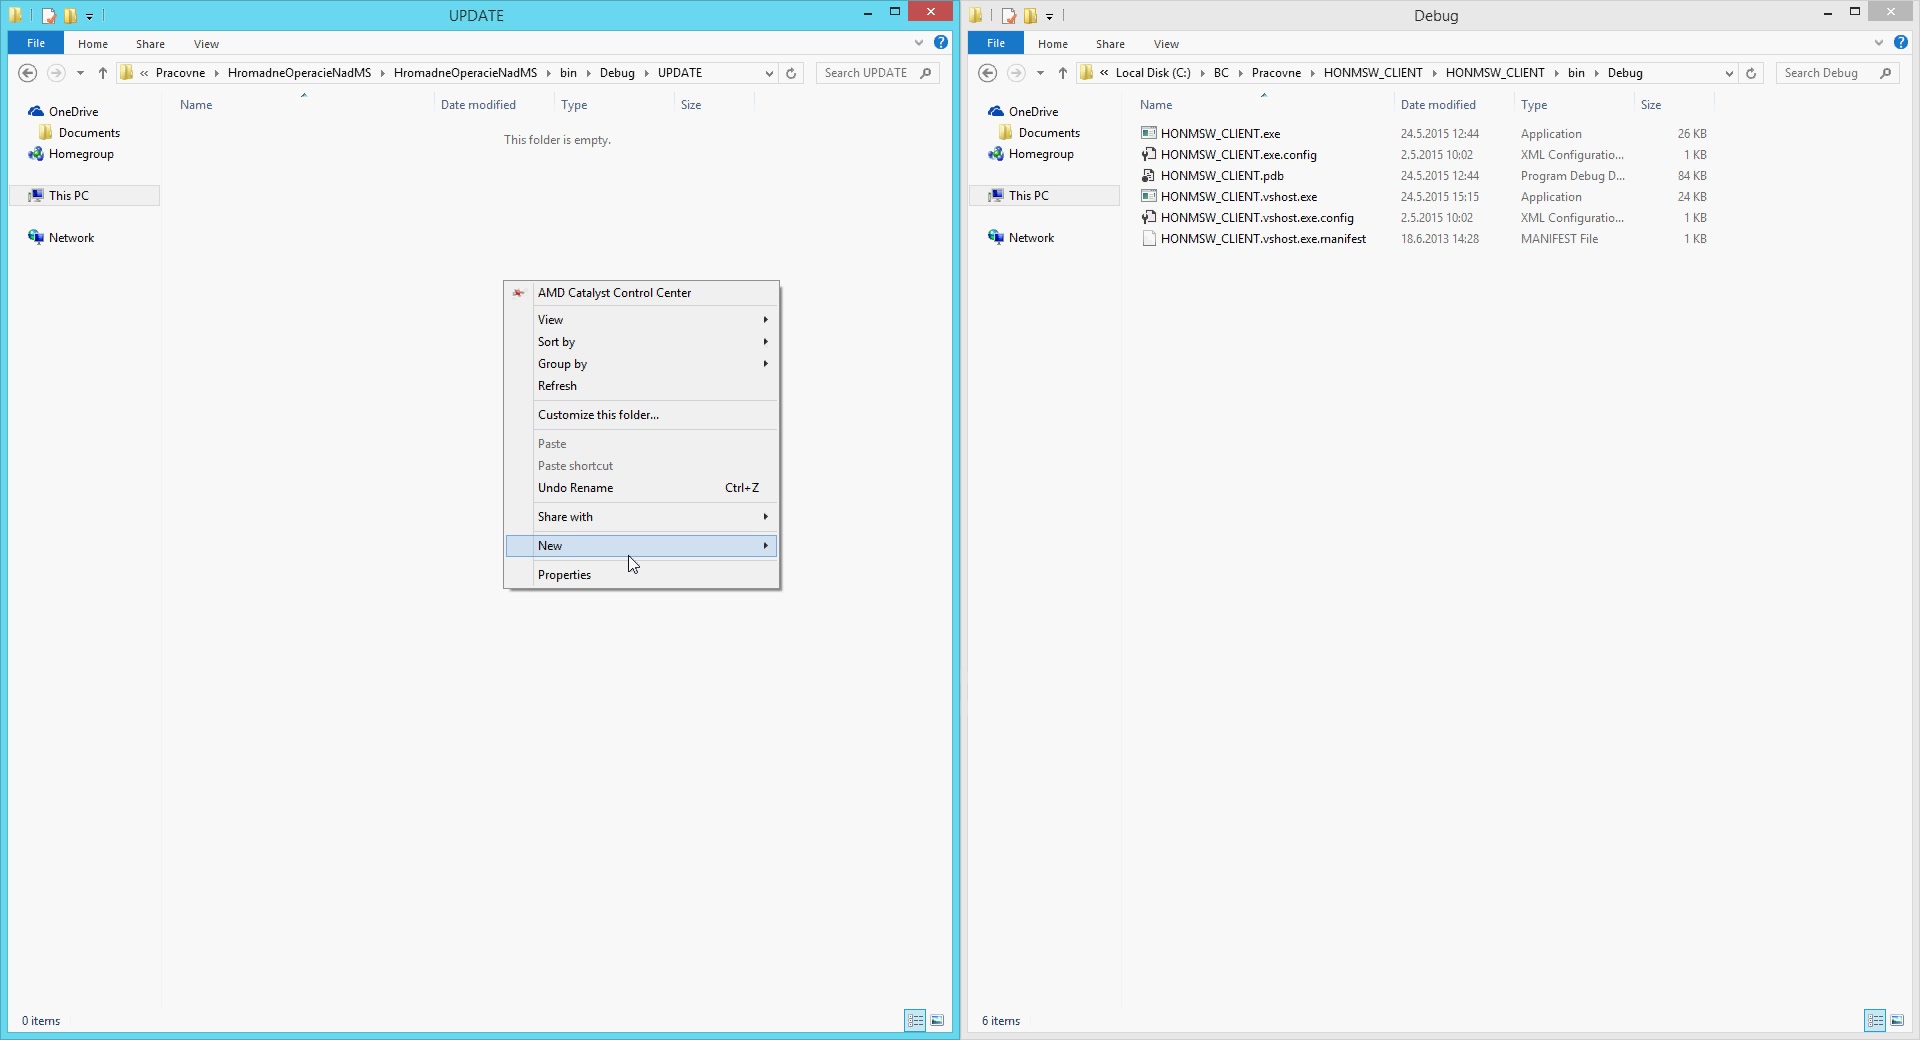 UPDATE
File Home Share View
« Pracovne HromadneOperacieNadMS HromadneOperacieNadMS bin Debug UPDATE
Search UPDATE
OneDrive
Documents
Homegroup
This PC
Network
Name Date modified Type Size
This folder is empty.
AMD Catalyst Control Center
View
Sort by
Group by
Refresh
Customize this folder...
Paste
Paste shortcut
Undo Rename Ctrl+Z
Share with
New
Properties
0 items
Debug
File Home Share View
« Local Disk (C:) BC Pracovne HONMSW_CLIENT HONMSW_CLIENT bin Debug
Search Debug
OneDrive
Documents
Homegroup
This PC
Network
Name Date modified Type Size
HONMSW_CLIENT.exe 24.5.2015 12:44 Application 26 KB
HONMSW_CLIENT.exe.config 2.5.2015 10:02 XML Configuratio... 1 KB
HONMSW_CLIENT.pdb 24.5.2015 12:44 Program Debug D... 84 KB
HONMSW_CLIENT.vshost.exe 24.5.2015 15:15 Application 24 KB
HONMSW_CLIENT.vshost.exe.config 2.5.2015 10:02 XML Configuratio... 1 KB
HONMSW_CLIENT.vshost.exe.manifest 18.6.2013 14:28 MANIFEST File 1 KB
6 items